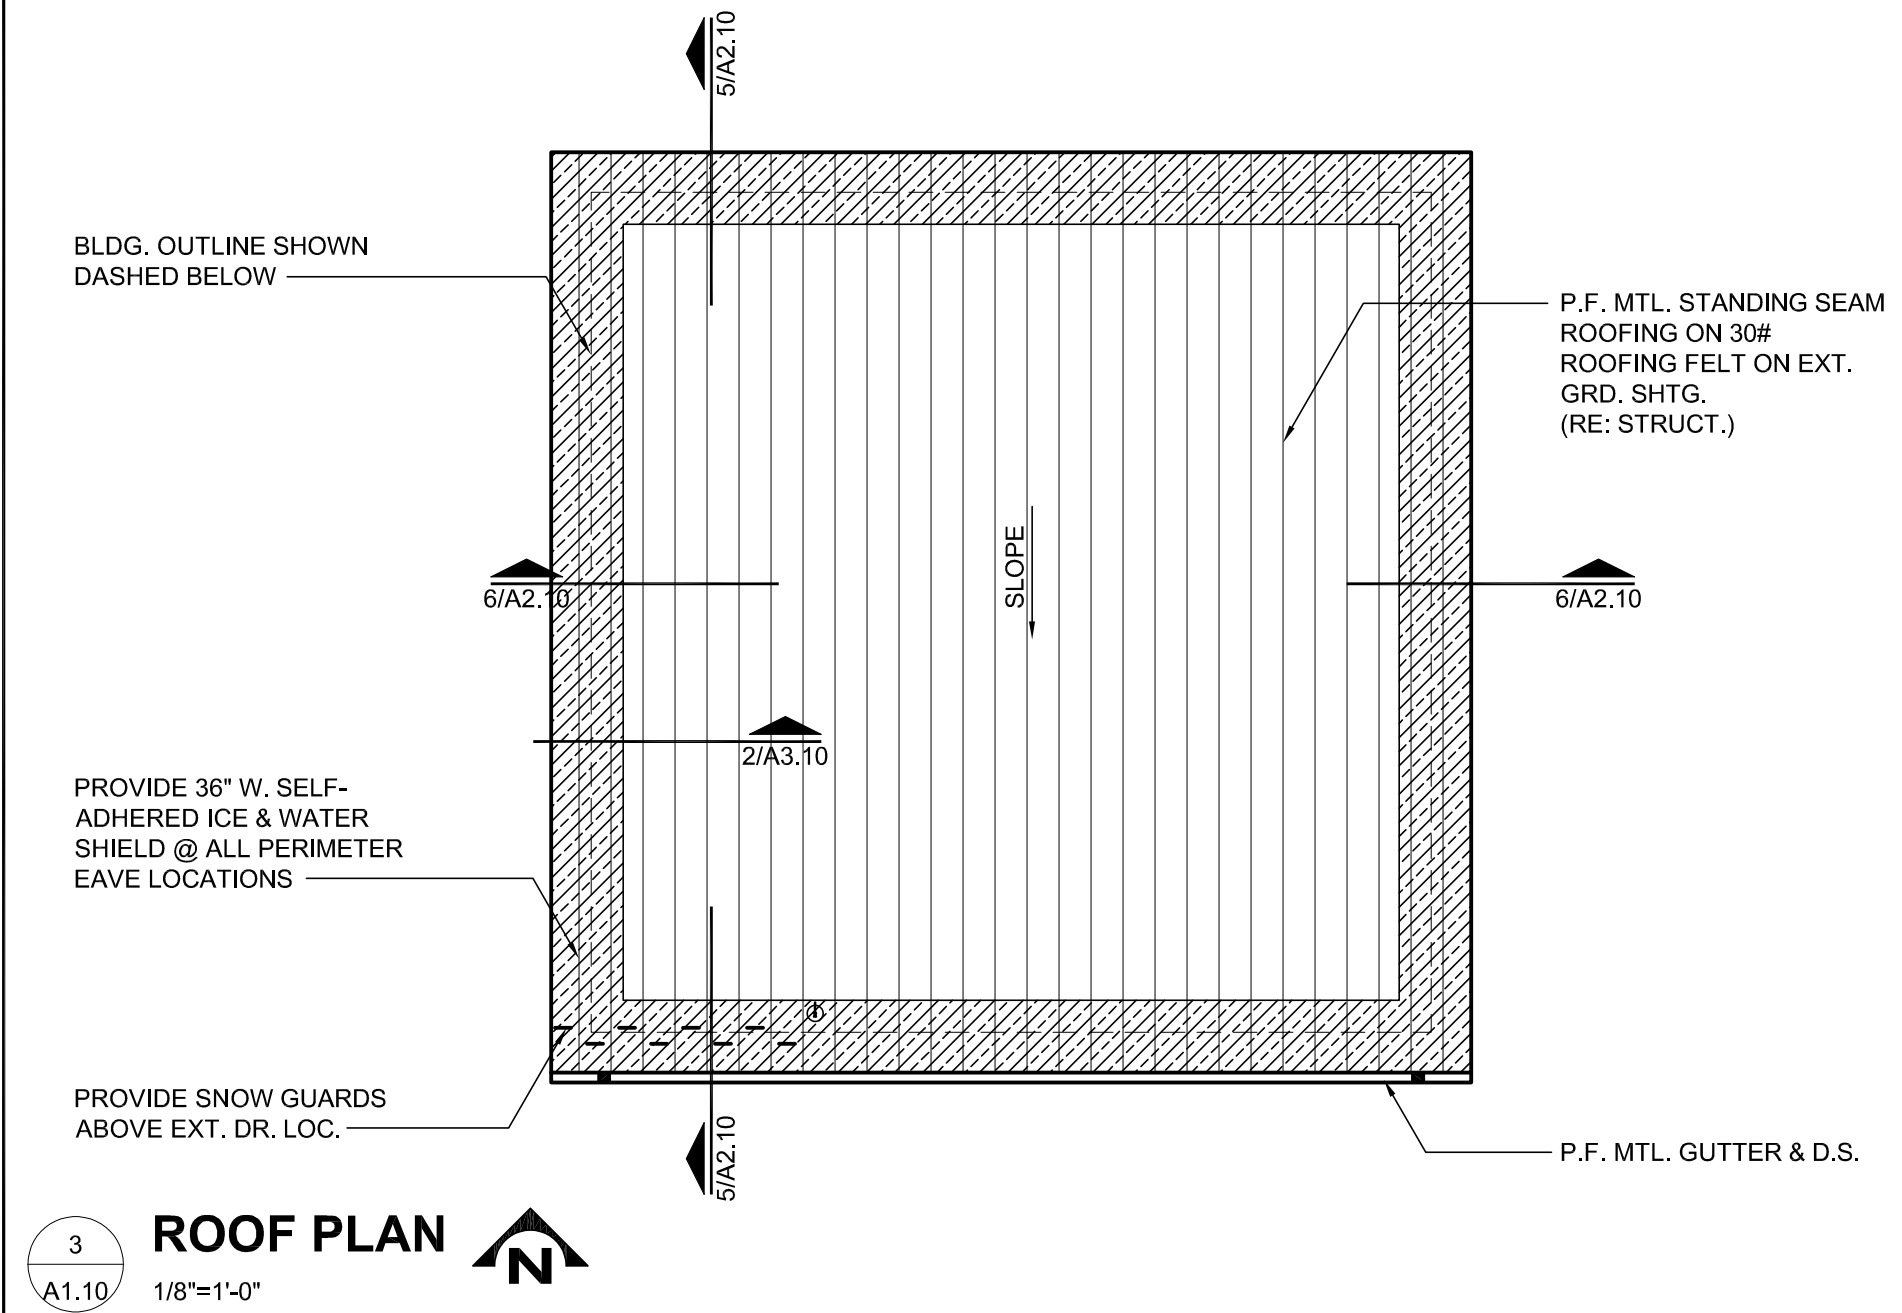 5/A2.10
BLDG. OUTLINE SHOWN
DASHED BELOW
P.F. MTL. STANDING SEAM
ROOFING ON 30#
ROOFING FELT ON EXT.
GRD. SHTG.
(RE: STRUCT.)
SLOPE
6/A2.10
6/A2.10
2/A3.10
PROVIDE 36" W. SELF-
ADHERED ICE & WATER
SHIELD @ ALL PERIMETER
EAVE LOCATIONS
PROVIDE SNOW GUARDS
ABOVE EXT. DR. LOC.
5/A2.10
P.F. MTL. GUTTER & D.S.
3
A1.10
ROOF PLAN
1/8"=1'-0"
N